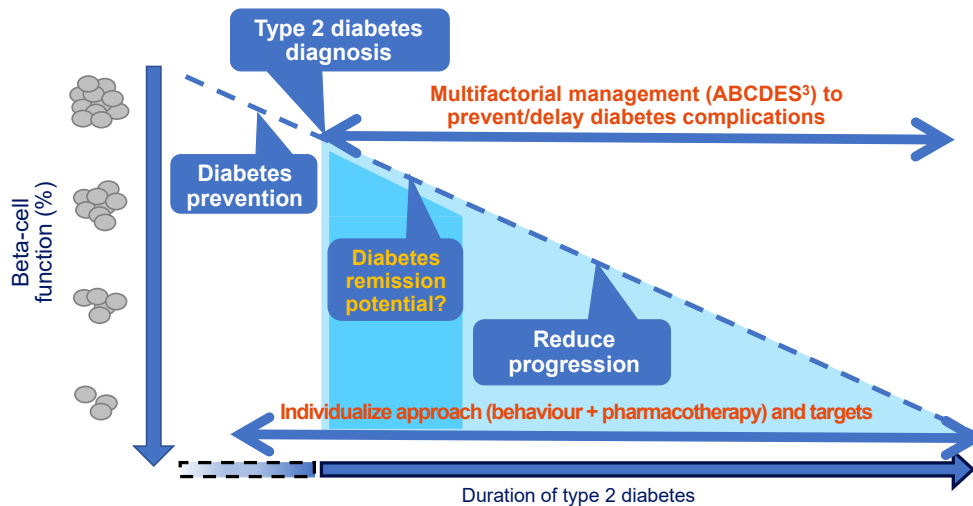 Type 2 diabetes
diagnosis
Multifactorial management (ABCDES³) to
prevent/delay diabetes complications
Diabetes
prevention
Beta-cell
function (%)
Diabetes
remission
potential?
Reduce
progression
Individualize approach (behaviour + pharmacotherapy) and targets
Duration of type 2 diabetes